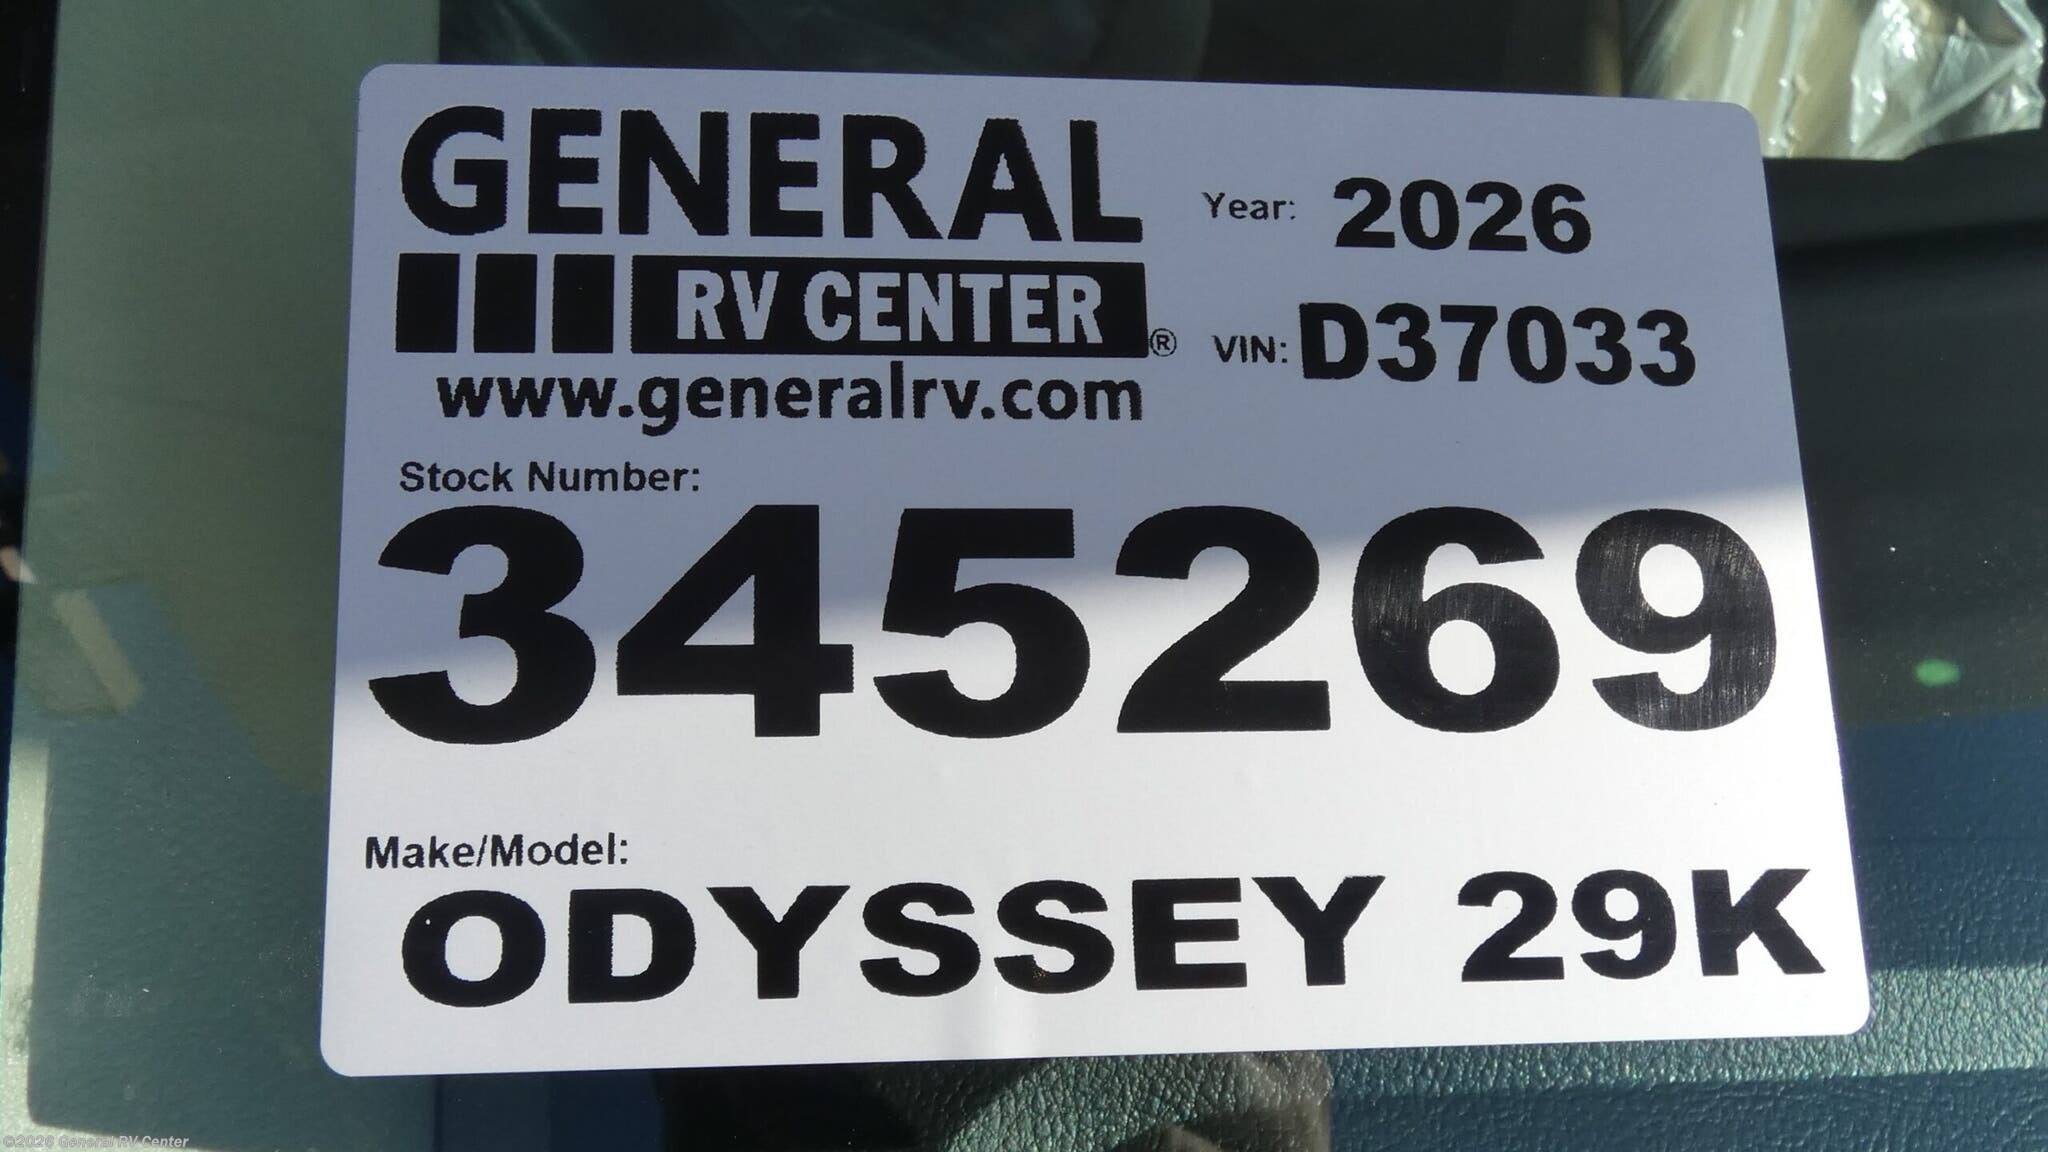 GENERAL
RV CENTER®
www.generalrv.com
Year: 2026
VIN: D37033
Stock Number:
345269
Make/Model:
ODYSSEY 29K
©2026 General RV Center